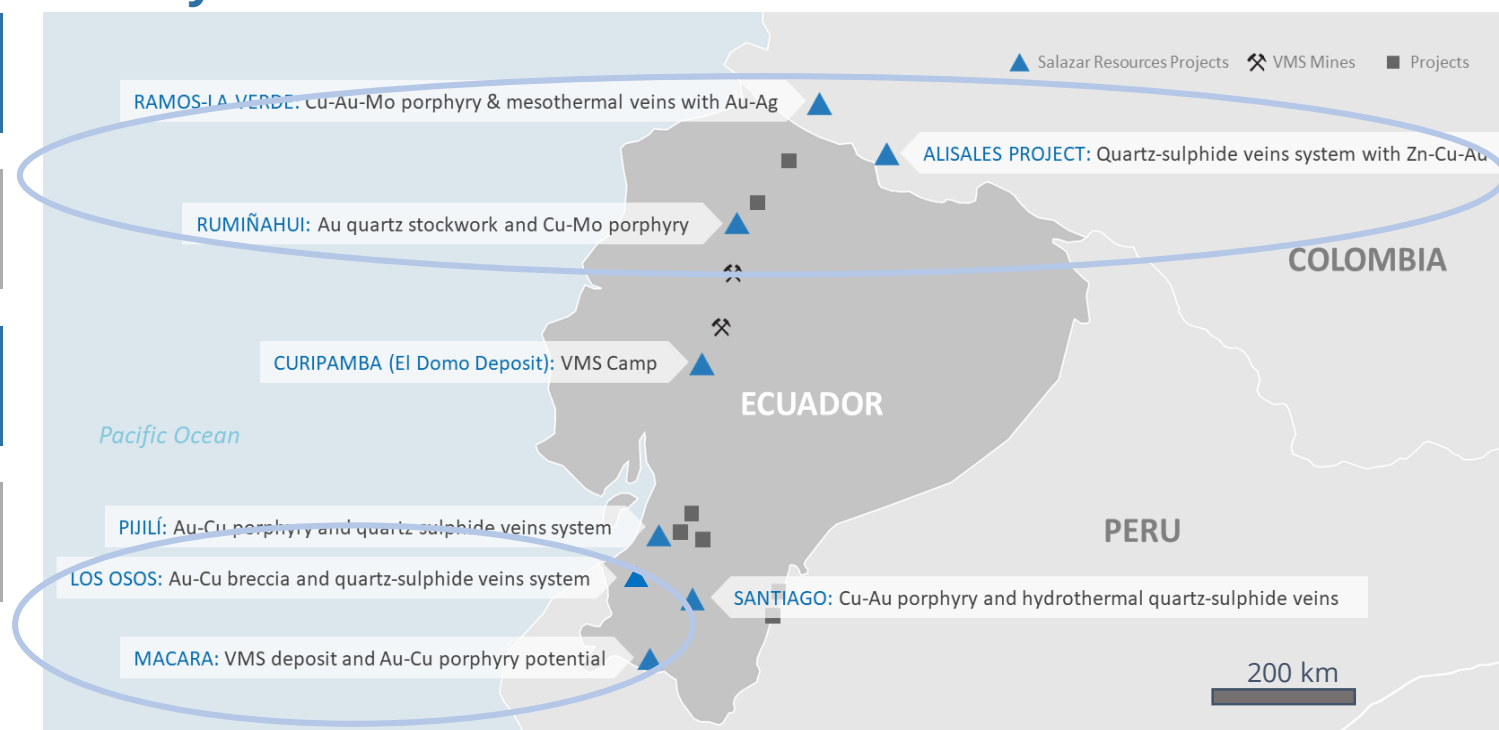 Salazar Resources Projects
VMS Mines
Projects
RAMOS-LA VERDE: Cu-Au-Mo porphyry & mesothermal veins with Au-Ag
ALISALES PROJECT: Quartz-sulphide veins system with Zn-Cu-Au
RUMIÑAHUI: Au quartz stockwork and Cu-Mo porphyry
COLOMBIA
CURIPAMBA (El Domo Deposit): VMS Camp
ECUADOR
Pacific Ocean
PIJILÍ: Au-Cu porphyry and quartz-sulphide veins system
PERU
LOS OSOS: Au-Cu breccia and quartz-sulphide veins system
SANTIAGO: Cu-Au porphyry and hydrothermal quartz-sulphide veins
MACARA: VMS deposit and Au-Cu porphyry potential
200 km